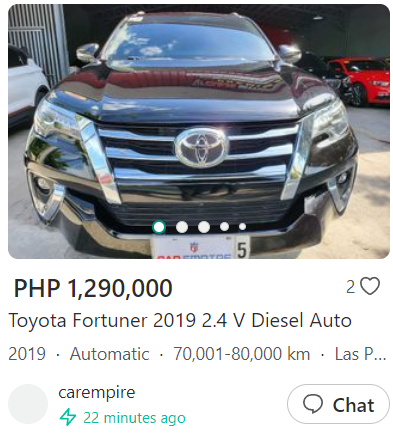 CAR EMPIRE 5
PHP 1,290,000
2
Toyota Fortuner 2019 2.4 V Diesel Auto
2019 · Automatic · 70,001-80,000 km · Las P...
carempire
Chat
22 minutes ago